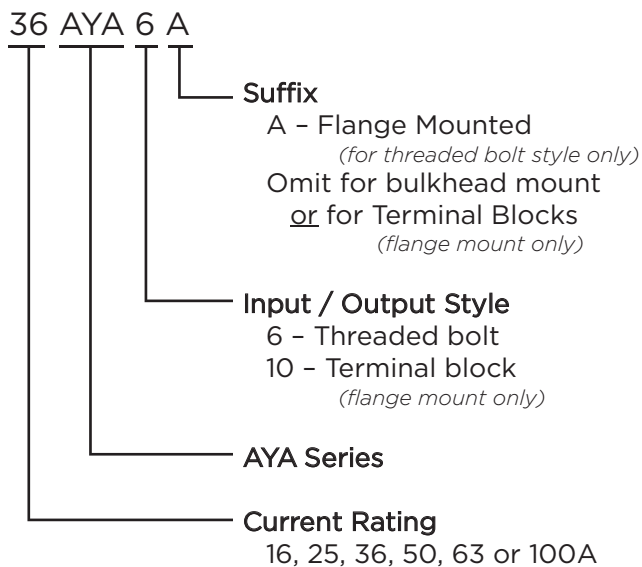 36 AYA 6 A
Suffix
A – Flange Mounted
(for threaded bolt style only)
Omit for bulkhead mount
or for Terminal Blocks
(flange mount only)
Input / Output Style
6 – Threaded bolt
10 – Terminal block
(flange mount only)
AYA Series
Current Rating
16, 25, 36, 50, 63 or 100A